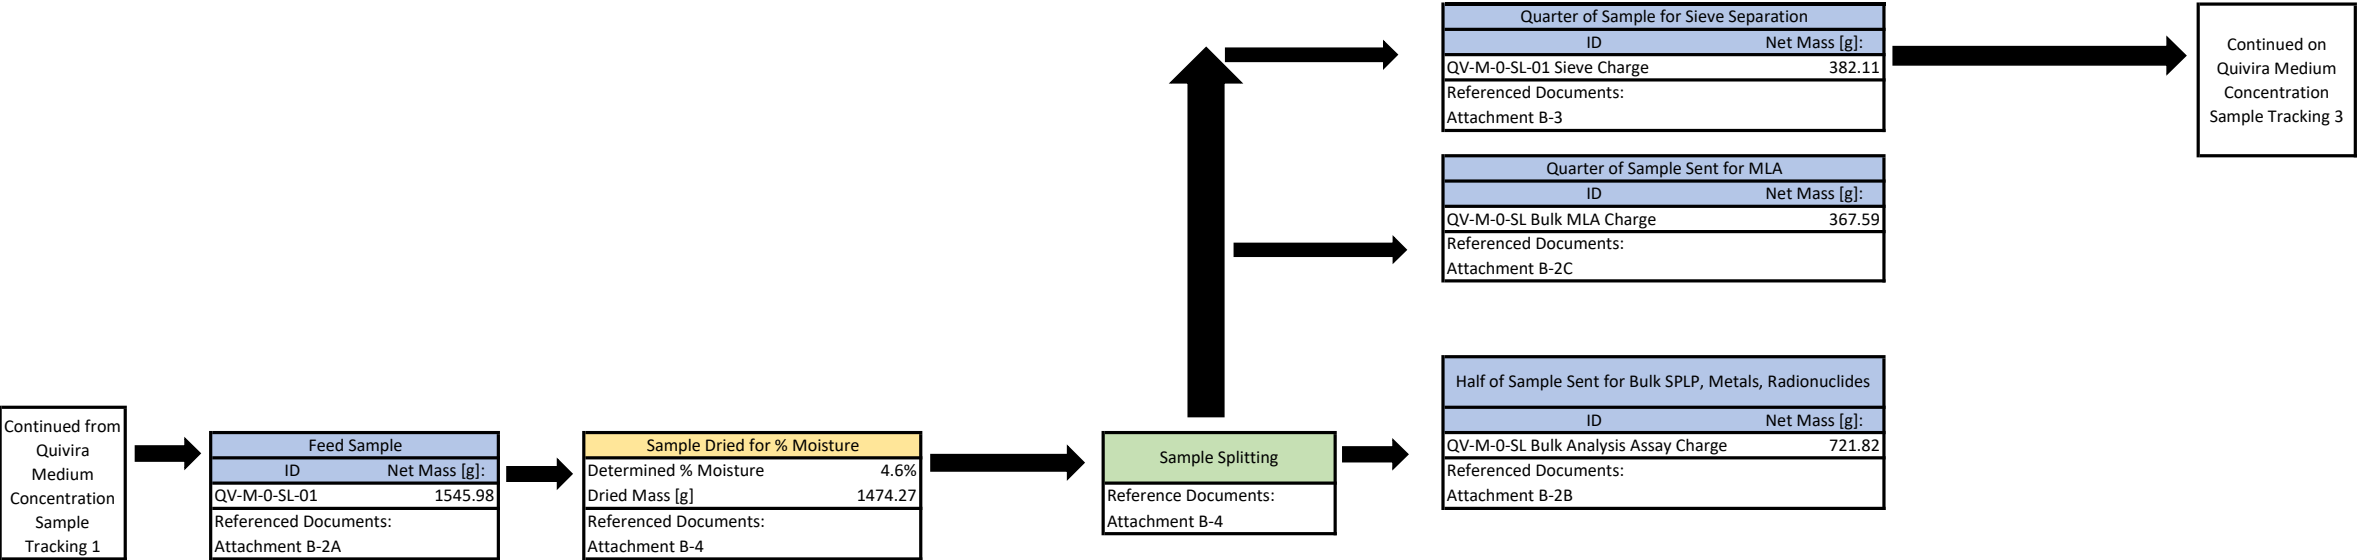 Continued from
Quivira
Medium
Concentration
Sample
Tracking 1
Feed Sample
ID Net Mass [g]:
QV-M-0-SL-01 1545.98
Referenced Documents:
Attachment B-2A
Sample Dried for % Moisture
Determined % Moisture 4.6%
Dried Mass [g] 1474.27
Referenced Documents:
Attachment B-4
Sample Splitting
Reference Documents:
Attachment B-4
Quarter of Sample for Sieve Separation
ID Net Mass [g]:
QV-M-0-SL-01 Sieve Charge 382.11
Referenced Documents:
Attachment B-3
Quarter of Sample Sent for MLA
ID Net Mass [g]:
QV-M-0-SL Bulk MLA Charge 367.59
Referenced Documents:
Attachment B-2C
Half of Sample Sent for Bulk SPLP, Metals, Radionuclides
ID Net Mass [g]:
QV-M-0-SL Bulk Analysis Assay Charge 721.82
Referenced Documents:
Attachment B-2B
Continued on
Quivira Medium
Concentration
Sample Tracking 3